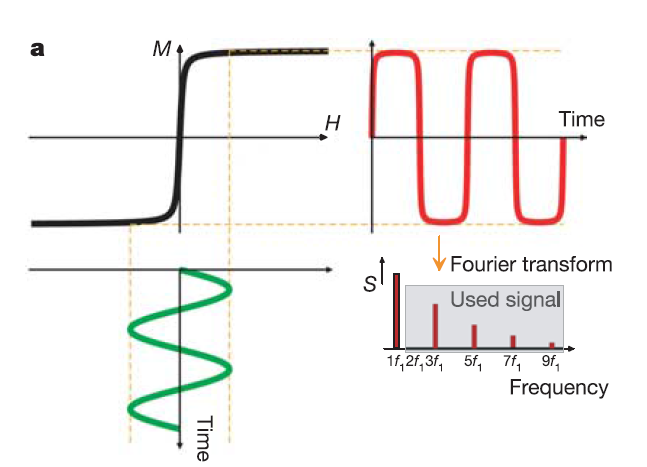 a
M
H
Time
Time
Fourier transform
S
Used signal
1f₁ 2f₁ 3f₁ 5f₁ 7f₁ 9f₁
Frequency